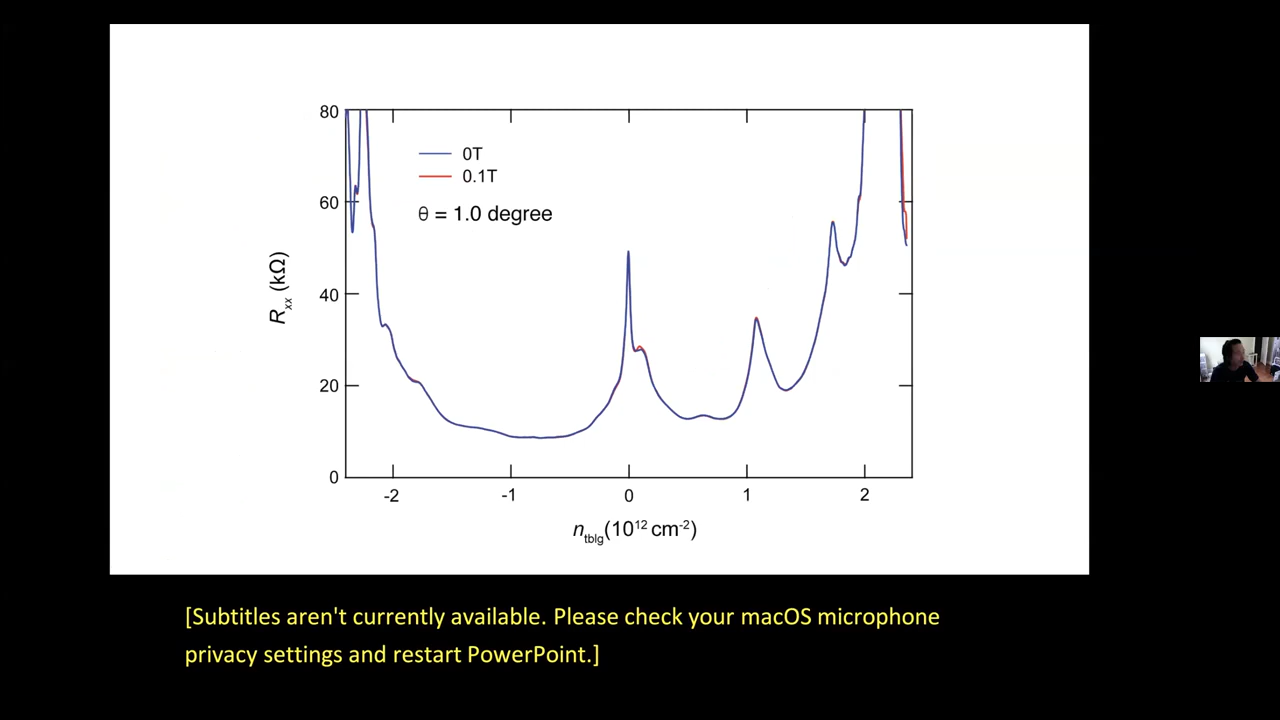 80
0T
0.1T
60
θ = 1.0 degree
40
Rxx (kΩ)
20
0
-2 -1 0 1 2
ntblg(10¹² cm⁻²)
[Subtitles aren't currently available. Please check your macOS microphone
privacy settings and restart PowerPoint.]